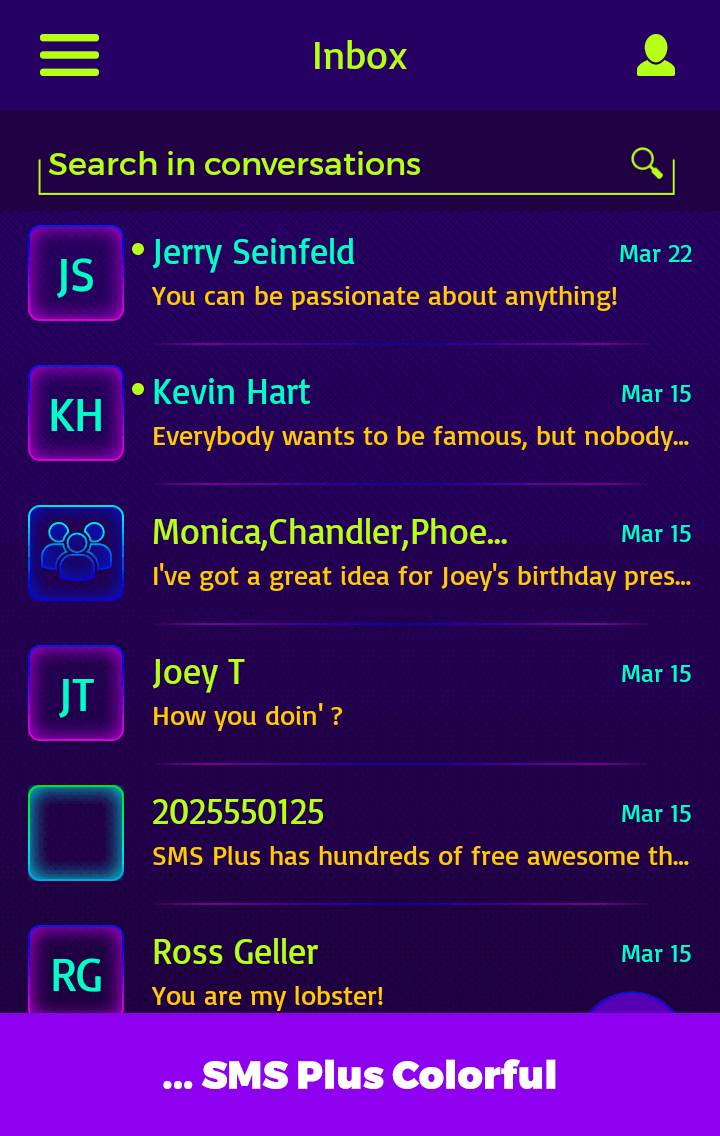 Inbox
Search in conversations
JS
Jerry Seinfeld
Mar 22
You can be passionate about anything!
KH
Kevin Hart
Mar 15
Everybody wants to be famous, but nobody...
Monica,Chandler,Phoe...
Mar 15
I've got a great idea for Joey's birthday pres...
JT
Joey T
Mar 15
How you doin' ?
2025550125
Mar 15
SMS Plus has hundreds of free awesome th...
RG
Ross Geller
Mar 15
You are my lobster!
... SMS Plus Colorful